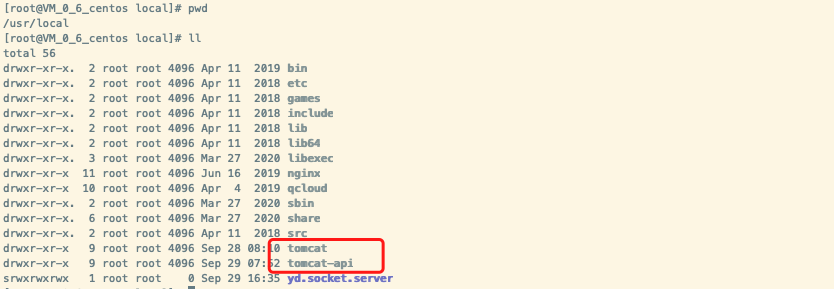 [root@VM_0_6_centos local]# pwd
/usr/local
[root@VM_0_6_centos local]# ll
total 56
drwxr-xr-x.  2 root root 4096 Apr 11  2019 bin
drwxr-xr-x.  2 root root 4096 Apr 11  2018 etc
drwxr-xr-x.  2 root root 4096 Apr 11  2018 games
drwxr-xr-x.  2 root root 4096 Apr 11  2018 include
drwxr-xr-x.  2 root root 4096 Apr 11  2018 lib
drwxr-xr-x.  2 root root 4096 Apr 11  2018 lib64
drwxr-xr-x.  3 root root 4096 Mar 27  2020 libexec
drwxr-xr-x  11 root root 4096 Jun 16  2019 nginx
drwxr-xr-x  10 root root 4096 Apr  4  2019 qcloud
drwxr-xr-x.  2 root root 4096 Mar 27  2020 sbin
drwxr-xr-x.  6 root root 4096 Mar 27  2020 share
drwxr-xr-x.  2 root root 4096 Apr 11  2018 src
drwxr-xr-x   9 root root 4096 Sep 28 08:10 tomcat
drwxr-xr-x   9 root root 4096 Sep 29 07:52 tomcat-api
srwxrwxrwx   1 root root    0 Sep 29 16:35 yd.socket.server